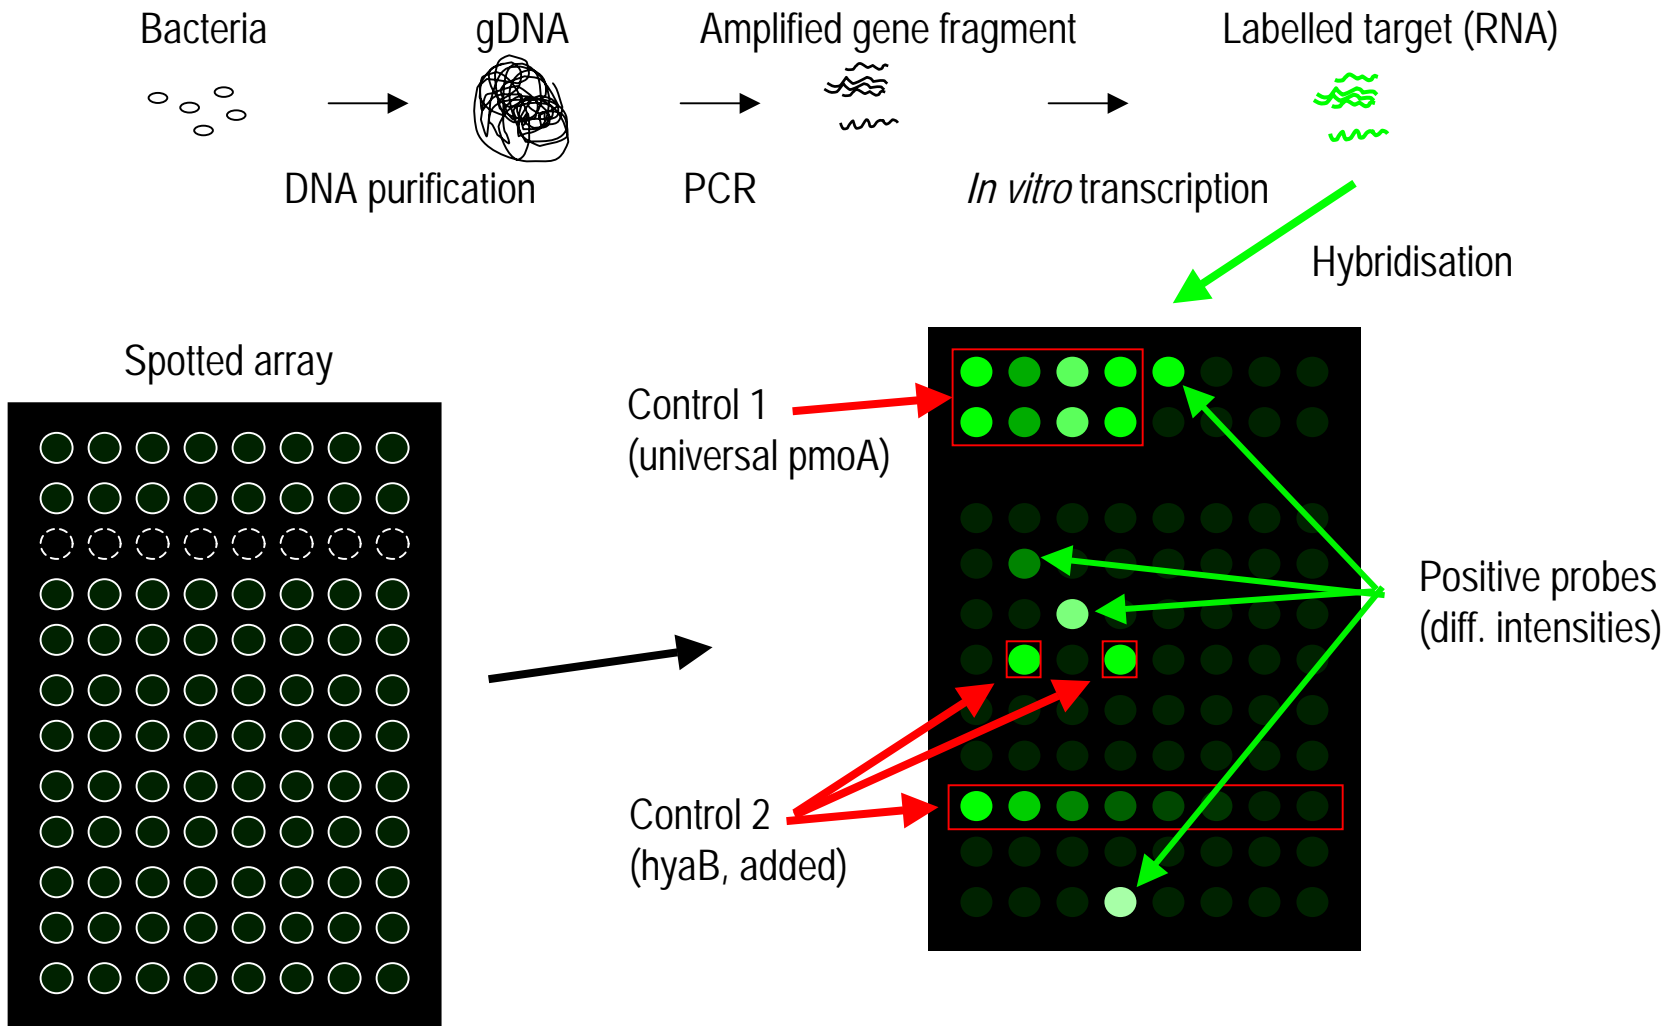 Bacteria
gDNA
Amplified gene fragment
Labelled target (RNA)
DNA purification
PCR
In vitro transcription
Hybridisation
Spotted array
Control 1
(universal pmoA)
Positive probes
(diff. intensities)
Control 2
(hyaB, added)